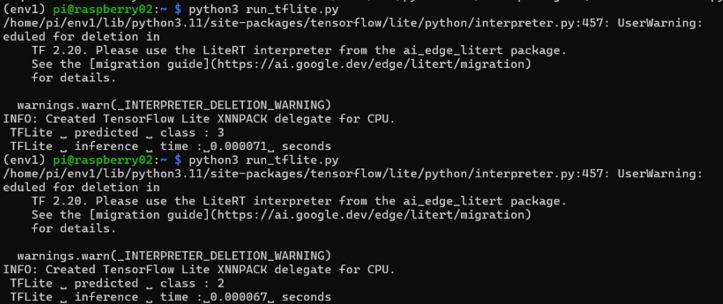 (env1) pi@raspberry02:~ $ python3 run_tflite.py
/home/pi/env1/lib/python3.11/site-packages/tensorflow/lite/python/interpreter.py:457: UserWarning:
eduled for deletion in
    TF 2.20. Please use the LiteRT interpreter from the ai_edge_litert package.
    See the [migration guide](https://ai.google.dev/edge/litert/migration)
    for details.
  warnings.warn(_INTERPRETER_DELETION_WARNING)
INFO: Created TensorFlow Lite XNNPACK delegate for CPU.
 TFLite ␣ predicted ␣ class : 3
 TFLite ␣ inference ␣ time :␣0.000071␣ seconds
(env1) pi@raspberry02:~ $ python3 run_tflite.py
/home/pi/env1/lib/python3.11/site-packages/tensorflow/lite/python/interpreter.py:457: UserWarning:
eduled for deletion in
    TF 2.20. Please use the LiteRT interpreter from the ai_edge_litert package.
    See the [migration guide](https://ai.google.dev/edge/litert/migration)
    for details.
  warnings.warn(_INTERPRETER_DELETION_WARNING)
INFO: Created TensorFlow Lite XNNPACK delegate for CPU.
 TFLite ␣ predicted ␣ class : 2
 TFLite ␣ inference ␣ time :␣0.000067␣ seconds